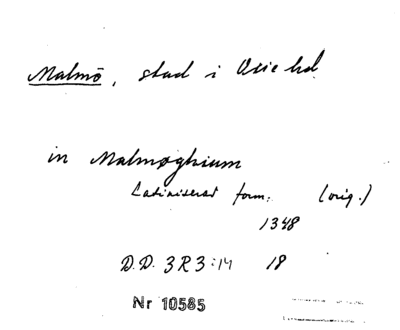 Malmö, stad i Oxie hd.
in Malmøghium
Latiniserad form. (orig.)
1348
D.D. 3R3:14 18
Nr 10585